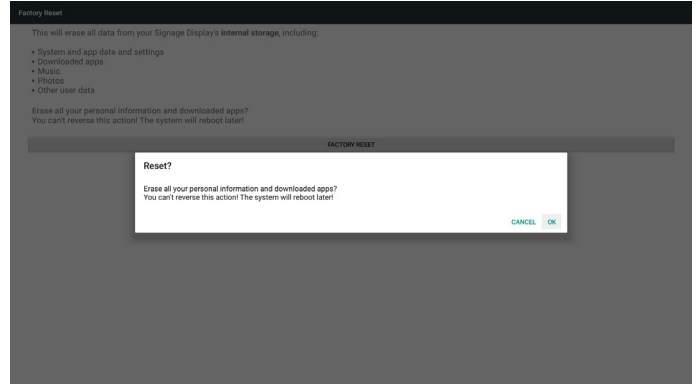 Factory Reset
This will erase all data from your Signage Display's internal storage, including:
• System and app data and settings
• Downloaded apps
• Music
• Photos
• Other user data
Erase all your personal information and downloaded apps?
You can't reverse this action! The system will reboot later!
FACTORY RESET
Reset?
Erase all your personal information and downloaded apps?
You can't reverse this action! The system will reboot later!
CANCEL OK